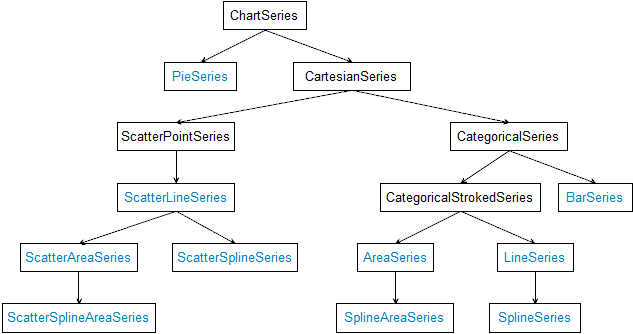 ChartSeries
PieSeries
CartesianSeries
ScatterPointSeries
CategoricalSeries
ScatterLineSeries
CategoricalStrokedSeries
BarSeries
ScatterAreaSeries
ScatterSplineSeries
AreaSeries
LineSeries
ScatterSplineAreaSeries
SplineAreaSeries
SplineSeries